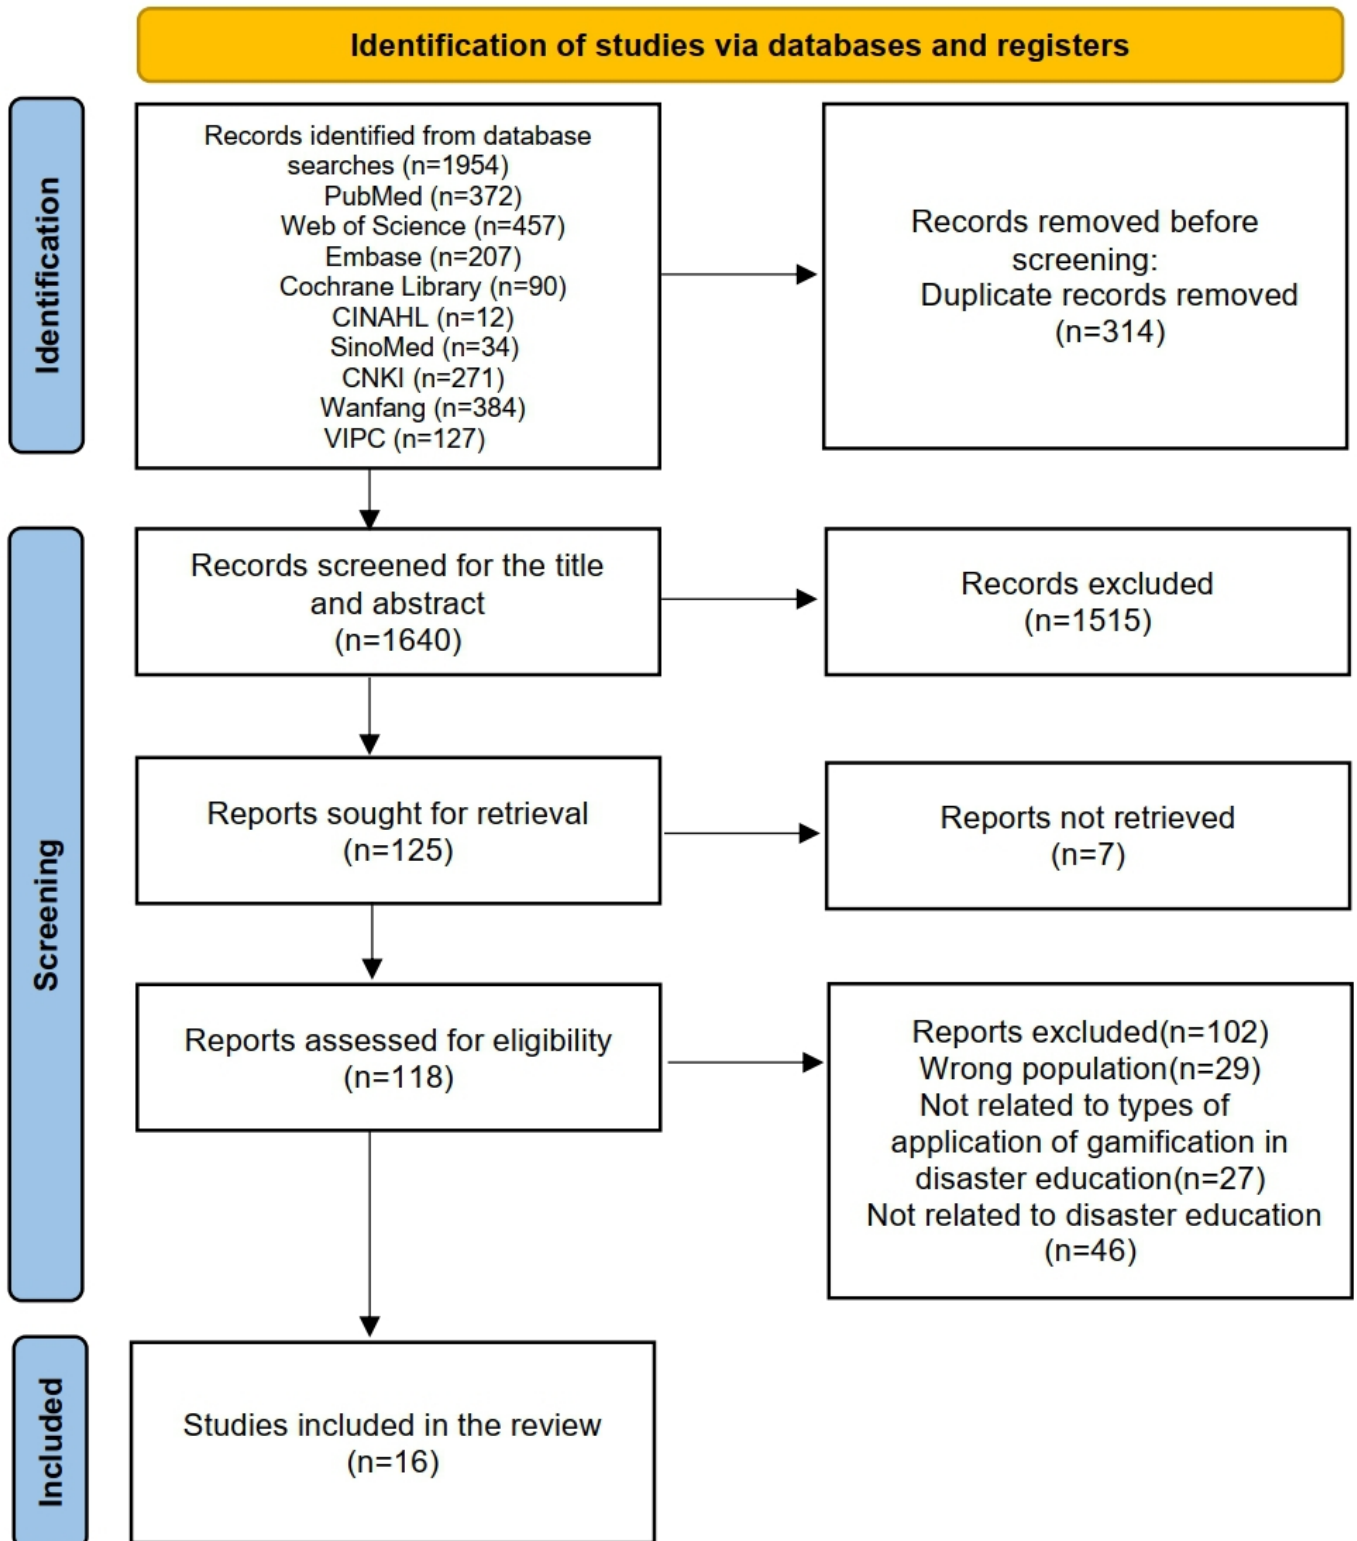 Identification of studies via databases and registers
Identification
Records identified from database
searches (n=1954)
PubMed (n=372)
Web of Science (n=457)
Embase (n=207)
Cochrane Library (n=90)
CINAHL (n=12)
SinoMed (n=34)
CNKI (n=271)
Wanfang (n=384)
VIPC (n=127)
Records removed before
screening:
Duplicate records removed
(n=314)
Screening
Records screened for the title
and abstract
(n=1640)
Records excluded
(n=1515)
Reports sought for retrieval
(n=125)
Reports not retrieved
(n=7)
Reports assessed for eligibility
(n=118)
Reports excluded(n=102)
Wrong population(n=29)
Not related to types of
application of gamification in
disaster education(n=27)
Not related to disaster education
(n=46)
Included
Studies included in the review
(n=16)